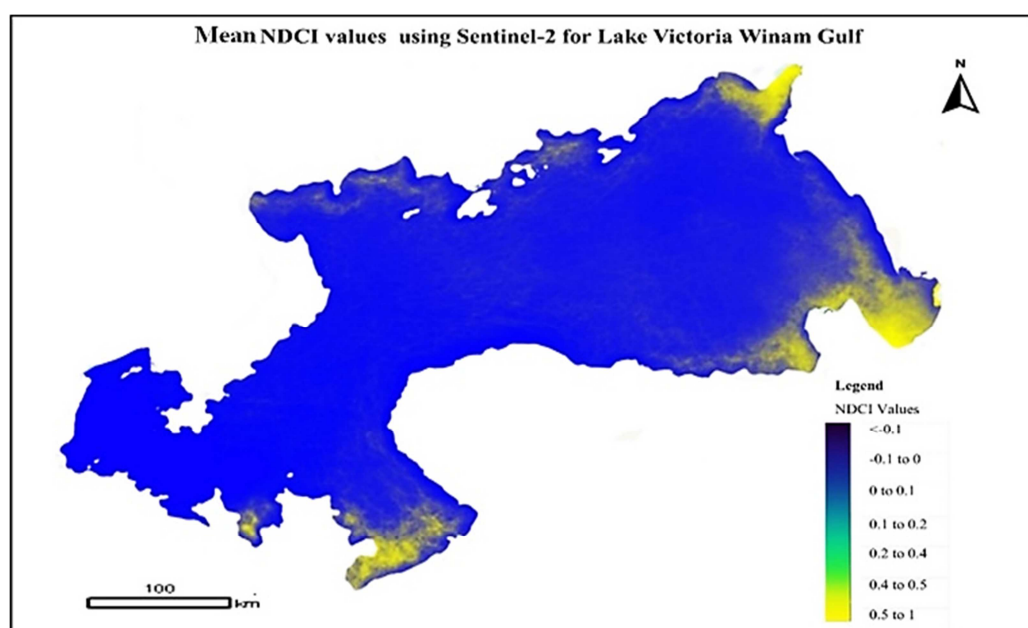 Mean NDCI values using Sentinel-2 for Lake Victoria Winam Gulf
N
Legend
NDCI Values
<-0.1
-0.1 to 0
0 to 0.1
0.1 to 0.2
0.2 to 0.4
0.4 to 0.5
0.5 to 1
100
km